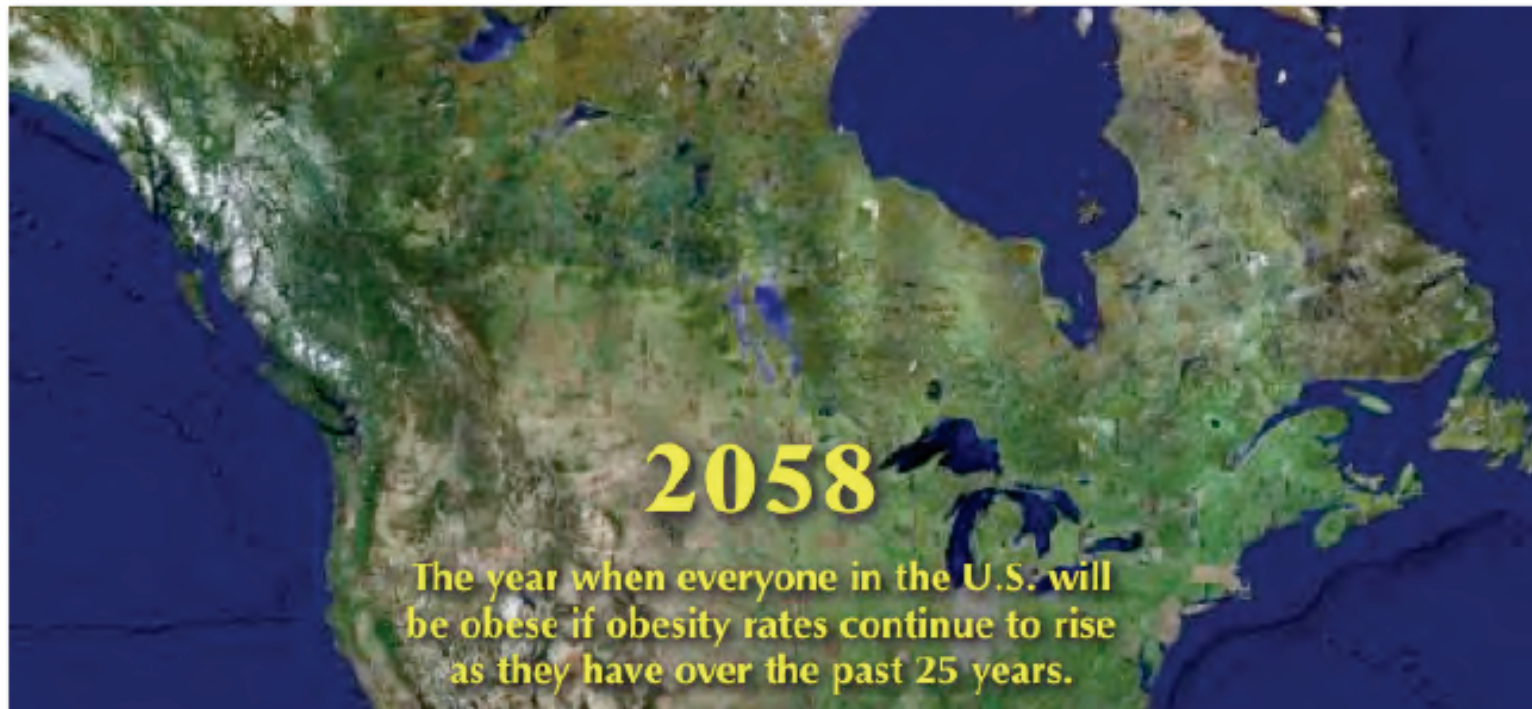 2058
The year when everyone in the U.S. will
be obese if obesity rates continue to rise
as they have over the past 25 years.